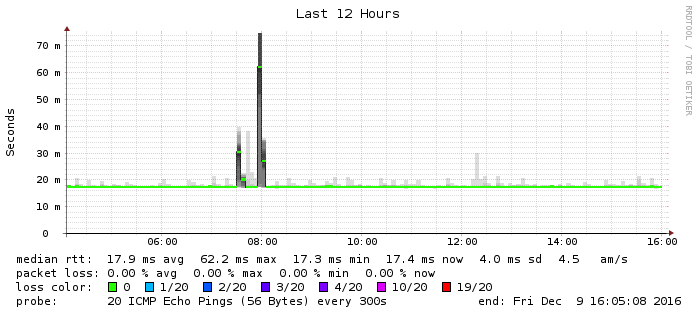 Last 12 Hours
RRDTOOL / TOBI OETIKER
Seconds
70 m
60 m
50 m
40 m
30 m
20 m
10 m
0
06:00 08:00 10:00 12:00 14:00 16:00
median rtt: 17.9 ms avg 62.2 ms max 17.3 ms min 17.4 ms now 4.0 ms sd 4.5 am/s
packet loss: 0.00 % avg 0.00 % max 0.00 % min 0.00 % now
loss color: 0 1/20 2/20 3/20 4/20 10/20 19/20
probe: 20 ICMP Echo Pings (56 Bytes) every 300s end: Fri Dec 9 16:05:08 2016